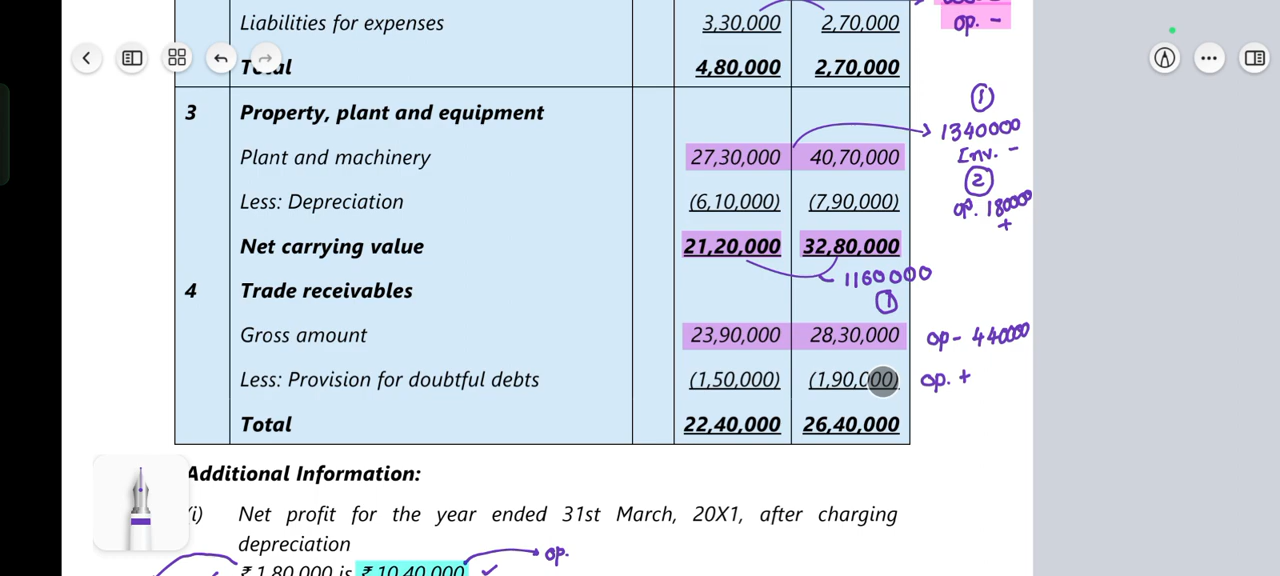 Liabilities for expenses 3,30,000 2,70,000
op. -
Total 4,80,000 2,70,000
3 Property, plant and equipment
①
1340000
Inv. -
Plant and machinery 27,30,000 40,70,000
②
Less: Depreciation (6,10,000) (7,90,000)
op. 180000
+
Net carrying value 21,20,000 32,80,000
1160000
①
4 Trade receivables
Gross amount 23,90,000 28,30,000 op - 440000
Less: Provision for doubtful debts (1,50,000) (1,90,000) op. +
Total 22,40,000 26,40,000
Additional Information:
(i) Net profit for the year ended 31st March, 20X1, after charging
depreciation
op.
₹ 1,80,000 is ₹ 10,40,000